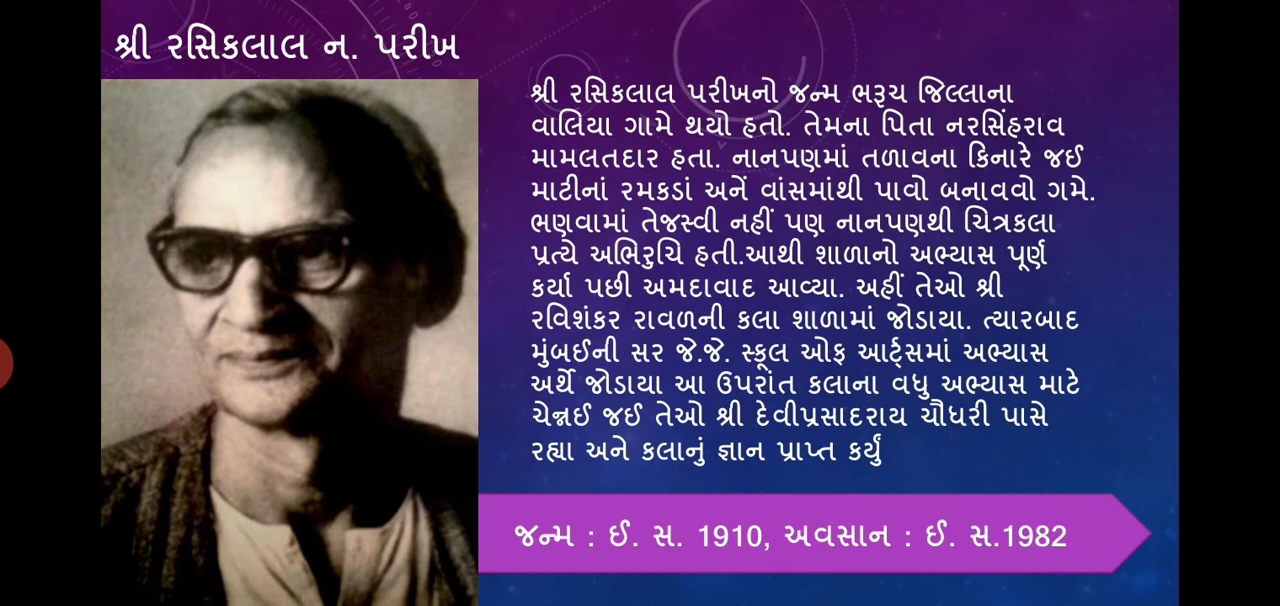 શ્રી રસિકલાલ ન. પરીખ
શ્રી રસિકલાલ પરીખનો જન્મ ભરૂચ જિલ્લાના
વાલિયા ગામે થયો હતો. તેમના પિતા નરસિંહરાવ
મામલતદાર હતા. નાનપણમાં તળાવના કિનારે જઈ
માટીનાં રમકડાં અનેં વાંસમાંથી પાવો બનાવવો ગમે.
ભણવામાં તેજસ્વી નહીં પણ નાનપણથી ચિત્રકલા
પ્રત્યે અભિરુચિ હતી.આથી શાળાનો અભ્યાસ પૂર્ણ
કર્યા પછી અમદાવાદ આવ્યા. અહીં તેઓ શ્રી
રવિશંકર રાવળની કલા શાળામાં જોડાયા. ત્યારબાદ
મુંબઈની સર જે.જે. સ્કૂલ ઓફ આર્ટ્સમાં અભ્યાસ
અર્થે જોડાયા આ ઉપરાંત કલાના વધુ અભ્યાસ માટે
ચેન્નઈ જઈ તેઓ શ્રી દેવીપ્રસાદરાય ચૌધરી પાસે
રહ્યા અને કલાનું જ્ઞાન પ્રાપ્ત કર્યું
જન્મ : ઈ. સ. 1910, અવસાન : ઈ. સ.1982